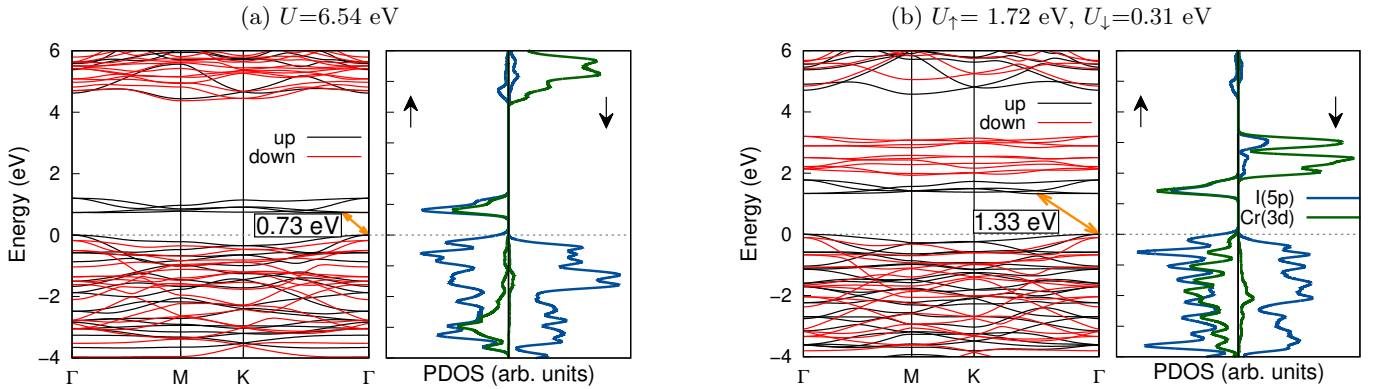 (a) U=6.54 eV
Energy (eV)
6
4
2
0
−2
−4
up
down
0.73 eV
Γ M K Γ
PDOS (arb. units)
(b) U↑= 1.72 eV, U↓=0.31 eV
Energy (eV)
6
4
2
0
−2
−4
up
down
1.33 eV
Γ M K Γ
I(5p)
Cr(3d)
PDOS (arb. units)